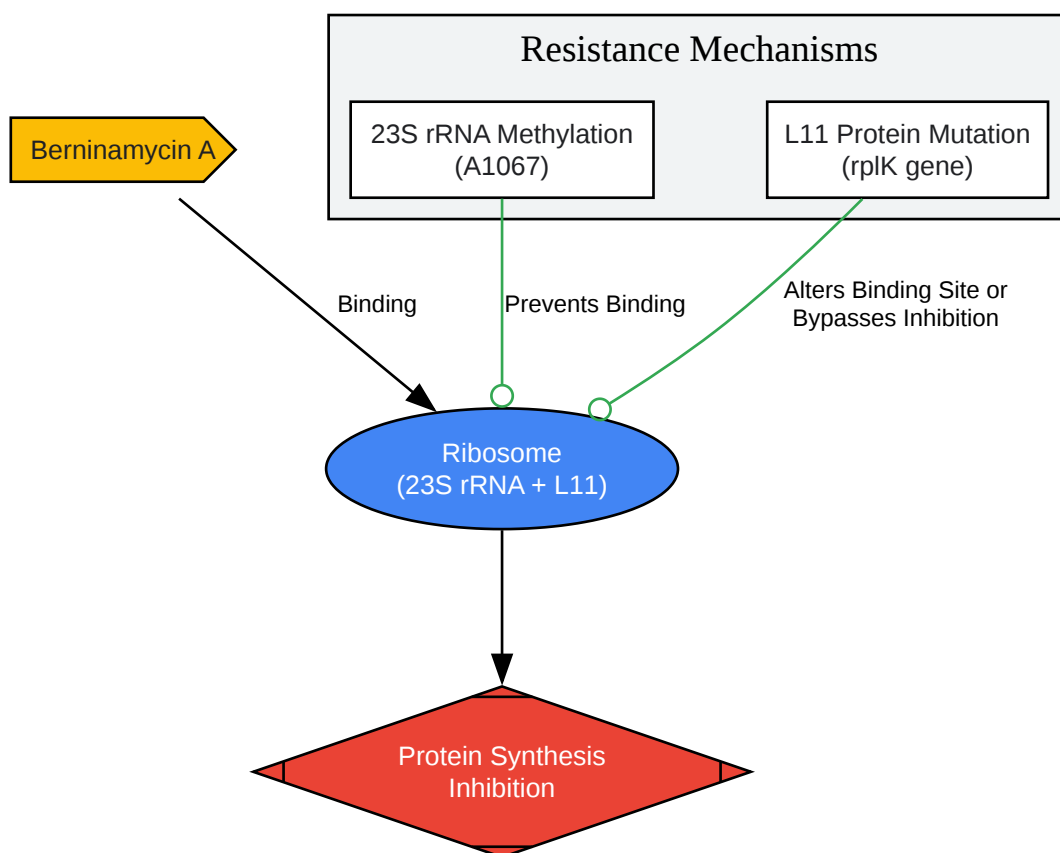 Resistance Mechanisms
Berninamycin A
23S rRNA Methylation
(A1067)
L11 Protein Mutation
(rplK gene)
Binding
Prevents Binding
Alters Binding Site or
Bypasses Inhibition
Ribosome
(23S rRNA + L11)
Protein Synthesis
Inhibition